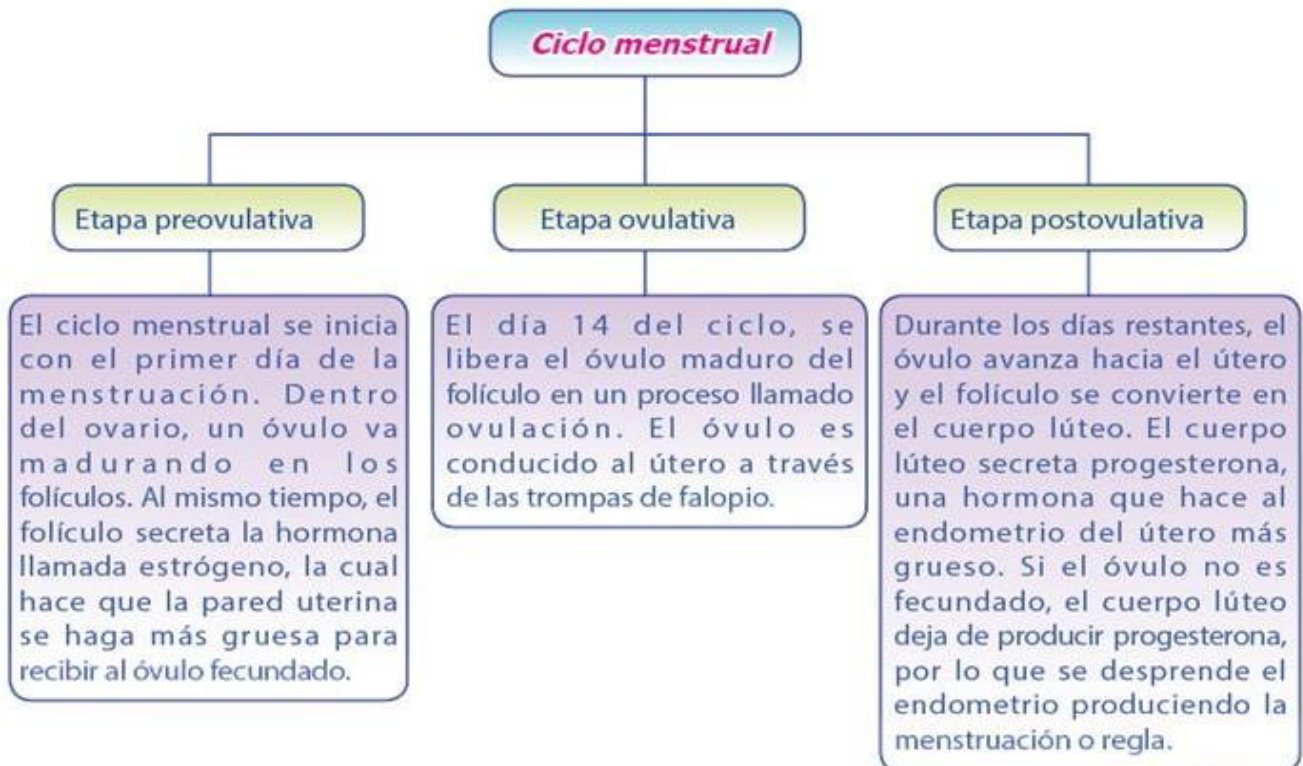 Ciclo menstrual
Etapa preovulativa
El ciclo menstrual se inicia
con el primer día de la
menstruación. Dentro
del ovario, un óvulo va
madurando en los
folículos. Al mismo tiempo, el
folículo secreta la hormona
llamada estrógeno, la cual
hace que la pared uterina
se haga más gruesa para
recibir al óvulo fecundado.
Etapa ovulativa
El día 14 del ciclo, se
libera el óvulo maduro del
folículo en un proceso llamado
ovulación. El óvulo es
conducido al útero a través
de las trompas de falopio.
Etapa postovulativa
Durante los días restantes, el
óvulo avanza hacia el útero
y el folículo se convierte en
el cuerpo lúteo. El cuerpo
lúteo secreta progesterona,
una hormona que hace al
endometrio del útero más
grueso. Si el óvulo no es
fecundado, el cuerpo lúteo
deja de producir progesterona,
por lo que se desprende el
endometrio produciendo la
menstruación o regla.